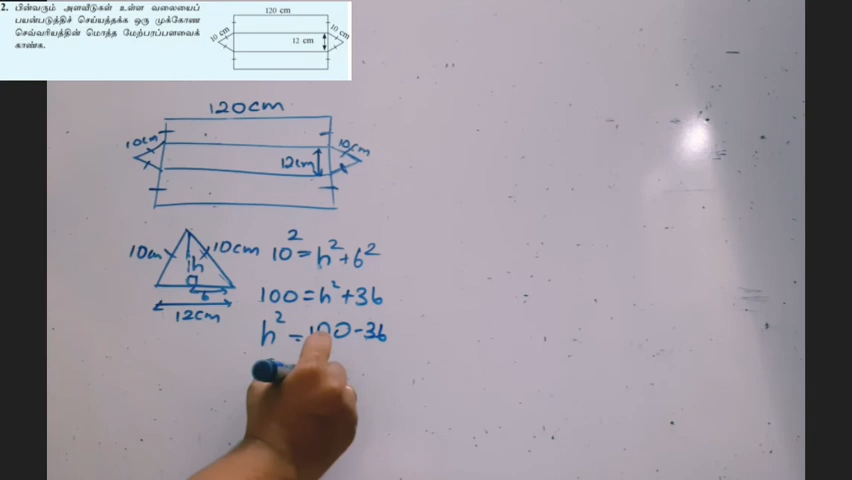 2. பின்வரும் அளவீடுகள் உள்ள வலையைப்
பயன்படுத்திச் செய்யத்தக்க ஒரு முக்கோண
செவ்வரியத்தின் மொத்த மேற்பரப்பளவைக்
காண்க.
120 cm
10 cm
10 cm
12 cm
120cm
10cm
10cm
12cm
10cm
10cm
h
6
12cm
10² = h² + 6²
100 = h² + 36
h² = 100 - 36